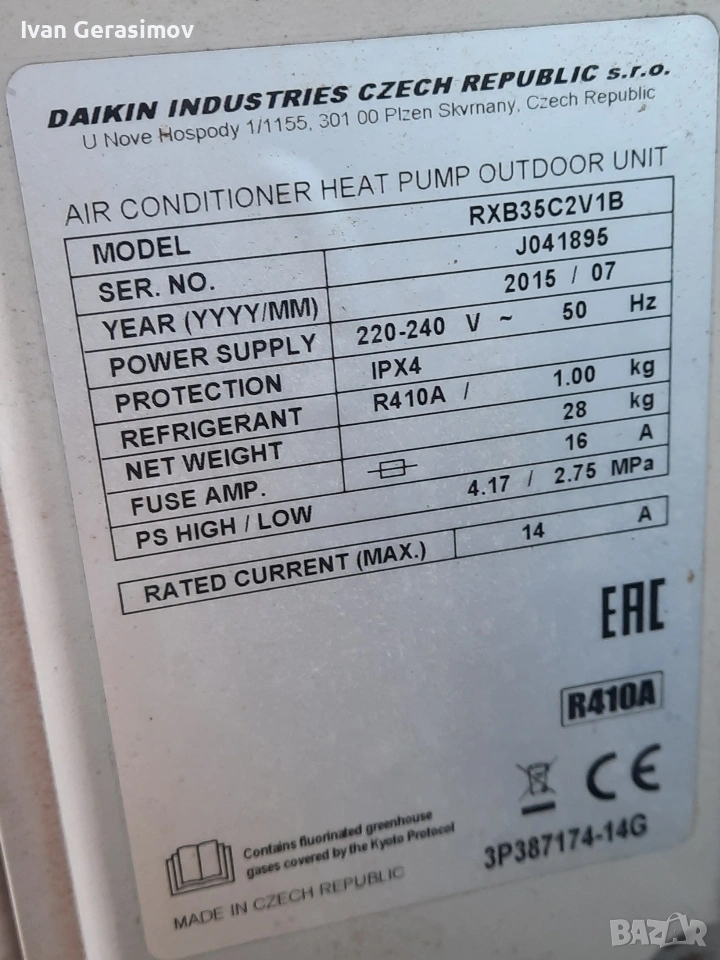 Ivan Gerasimov
DAIKIN INDUSTRIES CZECH REPUBLIC s.r.o.
U Nove Hospody 1/1155, 301 00 Plzen Skvrnany, Czech Republic
AIR CONDITIONER HEAT PUMP OUTDOOR UNIT
MODEL RXB35C2V1B
SER. NO. J041895
YEAR (YYYY/MM) 2015 / 07
POWER SUPPLY 220-240 V ~ 50 Hz
PROTECTION IPX4
REFRIGERANT R410A / 1.00 kg
NET WEIGHT 28 kg
FUSE AMP. 16 A
PS HIGH / LOW 4.17 / 2.75 MPa
RATED CURRENT (MAX.) 14 A
EAC
R410A
CE
Contains fluorinated greenhouse
gases covered by the Kyoto Protocol
3P387174-14G
MADE IN CZECH REPUBLIC
BAZAR